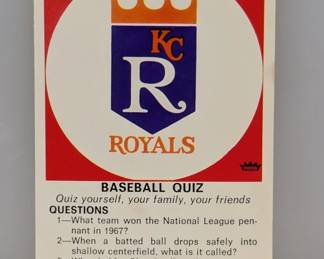 KC
R
ROYALS
BASEBALL QUIZ
Quiz yourself, your family, your friends
QUESTIONS
1—What team won the National League pen-
nant in 1967?
2—When a batted ball drops safely into
shallow centerfield, what is it called?